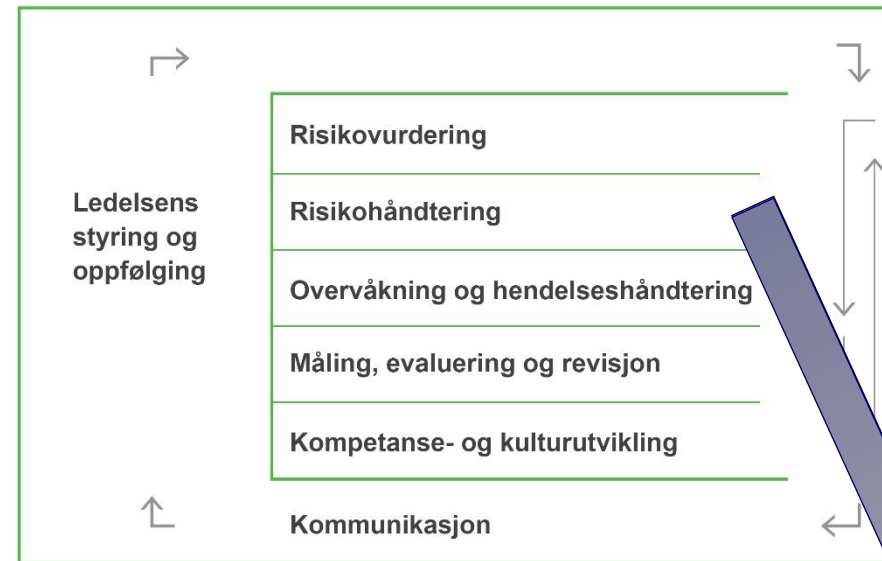 Ledelsens
styring og
oppfølging
Risikovurdering
Risikohåndtering
Overvåkning og hendelseshåndtering
Måling, evaluering og revisjon
Kompetanse- og kulturutvikling
Kommunikasjon